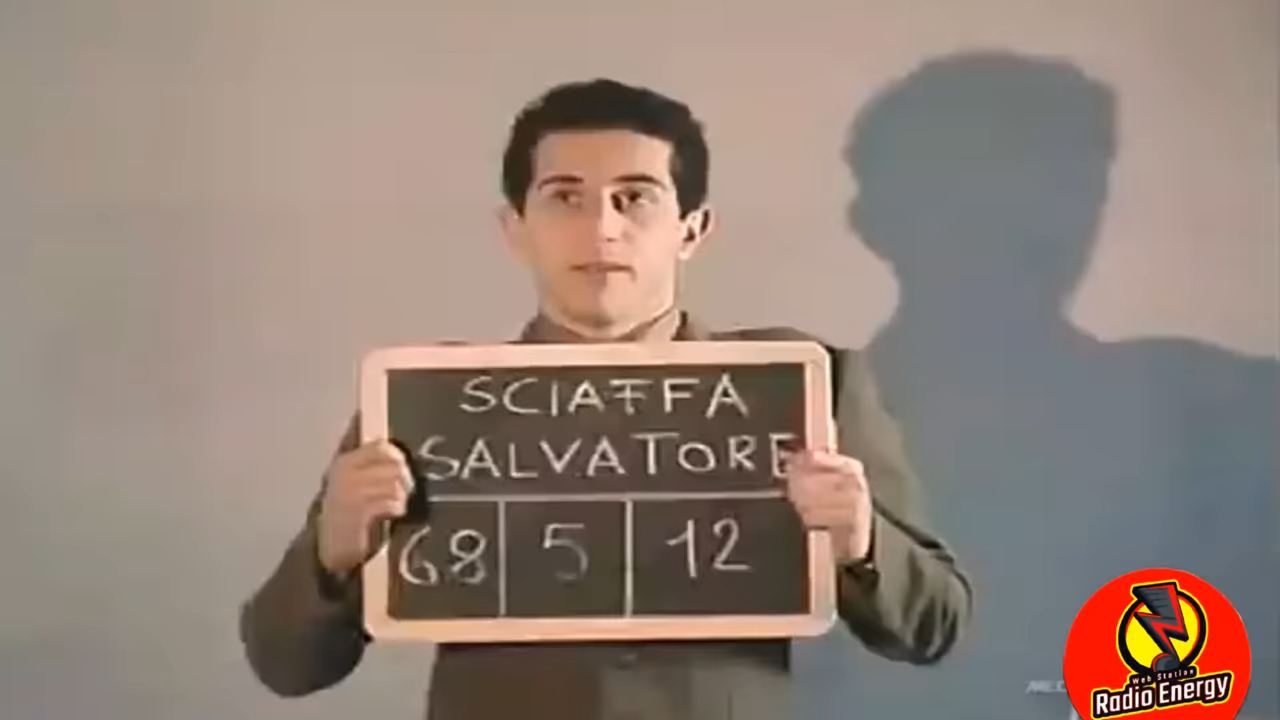 SCIAFFA
SALVATORE
68 5 12
Web Station
Radio Energy